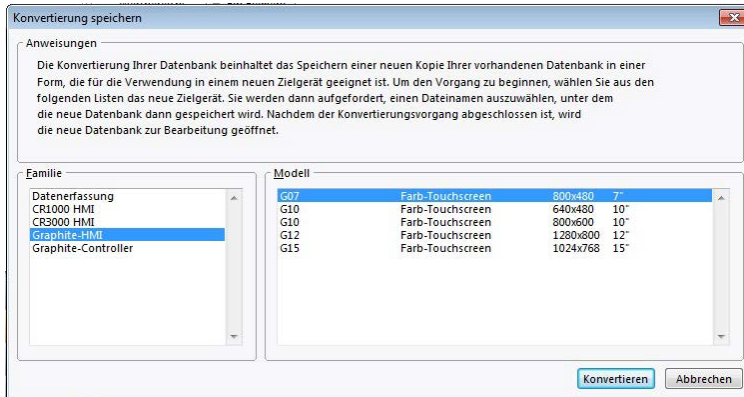 Konvertierung speichern
Anweisungen
Die Konvertierung Ihrer Datenbank beinhaltet das Speichern einer neuen Kopie Ihrer vorhandenen Datenbank in einer
Form, die für die Verwendung in einem neuen Zielgerät geeignet ist. Um den Vorgang zu beginnen, wählen Sie aus den
folgenden Listen das neue Zielgerät. Sie werden dann aufgefordert, einen Dateinamen auszuwählen, unter dem
die neue Datenbank dann gespeichert wird. Nachdem der Konvertierungsvorgang abgeschlossen ist, wird
die neue Datenbank zur Bearbeitung geöffnet.
Familie
Datenerfassung
CR1000 HMI
CR3000 HMI
Graphite-HMI
Graphite-Controller
Modell
G07 Farb-Touchscreen 800x480 7"
G10 Farb-Touchscreen 640x480 10"
G10 Farb-Touchscreen 800x600 10"
G12 Farb-Touchscreen 1280x800 12"
G15 Farb-Touchscreen 1024x768 15"
Konvertieren
Abbrechen